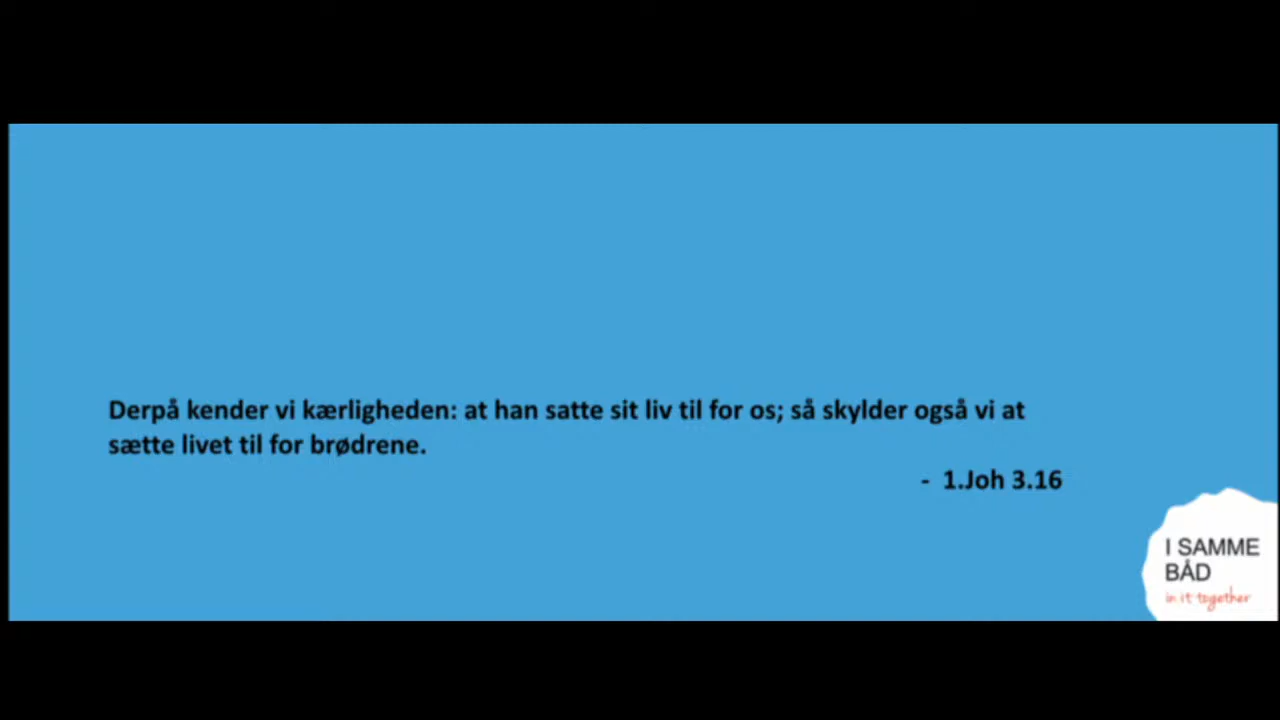 Derpå kender vi kærligheden: at han satte sit liv til for os; så skylder også vi at
sætte livet til for brødrene.
- 1.Joh 3.16
I SAMME
BÅD
in it together